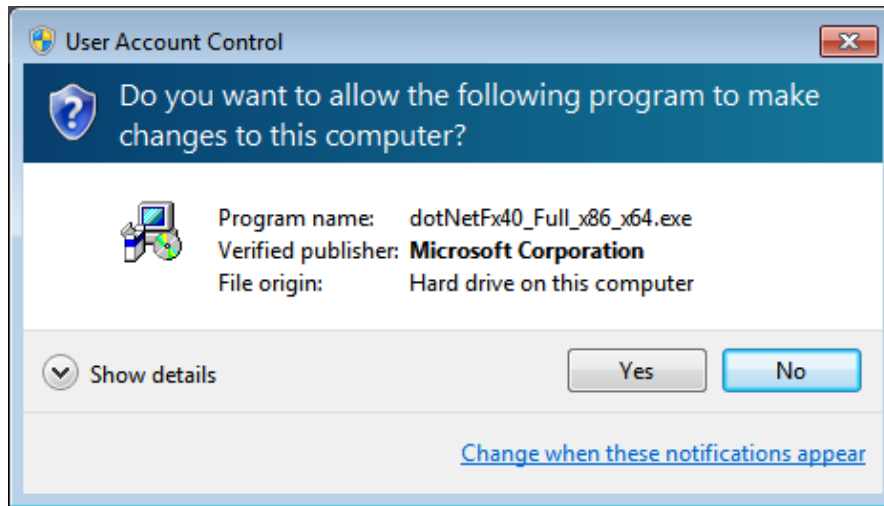 User Account Control
Do you want to allow the following program to make
changes to this computer?
Program name: dotNetFx40_Full_x86_x64.exe
Verified publisher: Microsoft Corporation
File origin: Hard drive on this computer
Show details Yes No
Change when these notifications appear